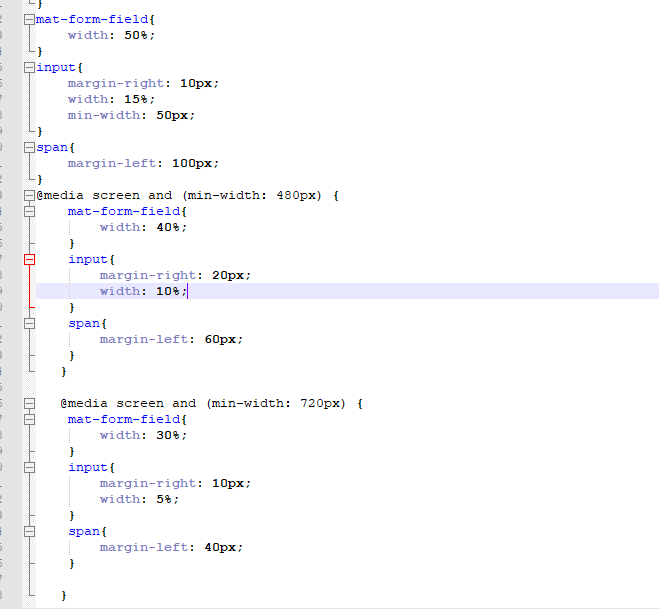 }
mat-form-field{
width: 50%;
}
input{
margin-right: 10px;
width: 15%;
min-width: 50px;
}
span{
margin-left: 100px;
}
@media screen and (min-width: 480px) {
mat-form-field{
width: 40%;
}
input{
margin-right: 20px;
width: 10%;
}
span{
margin-left: 60px;
}
}
@media screen and (min-width: 720px) {
mat-form-field{
width: 30%;
}
input{
margin-right: 10px;
width: 5%;
}
span{
margin-left: 40px;
}
}